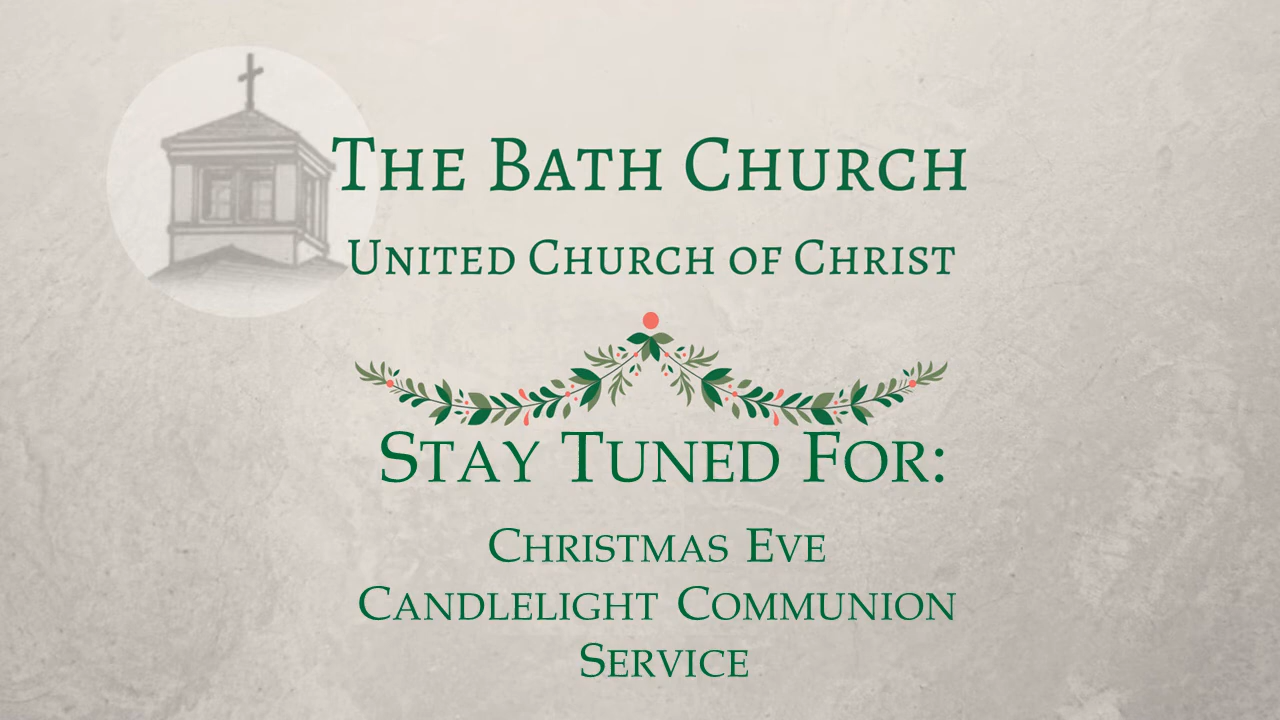 The Bath Church
United Church of Christ
Stay Tuned For:
Christmas Eve
Candlelight Communion
Service